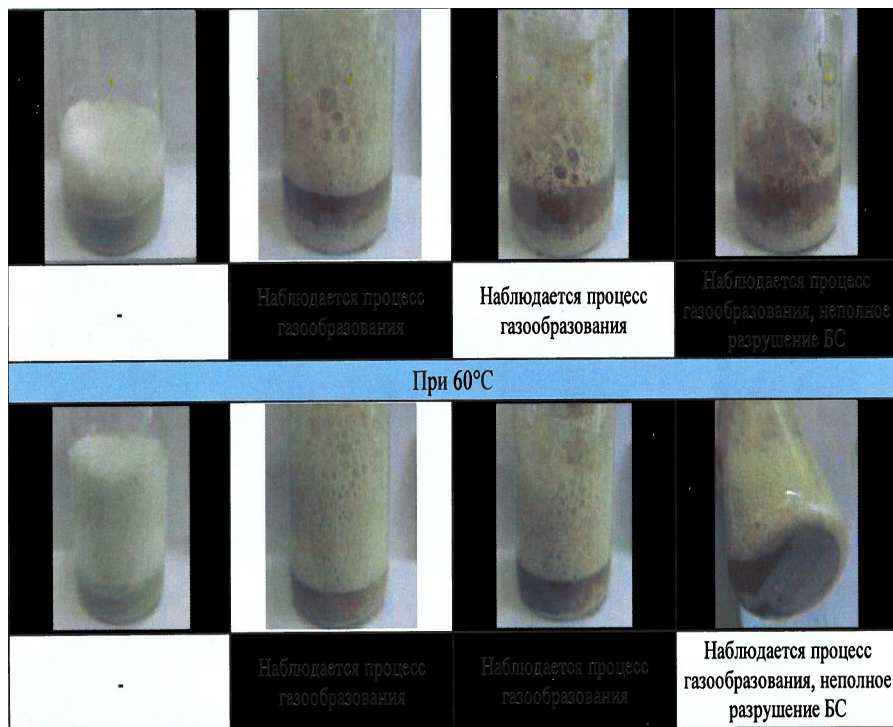 -
Наблюдается процесс
газообразования
Наблюдается процесс
газообразования
Наблюдается процесс
газообразования, неполное
разрушение БС
При 60°С
-
Наблюдается процесс
газообразования
Наблюдается процесс
газообразования
Наблюдается процесс
газообразования, неполное
разрушение БС